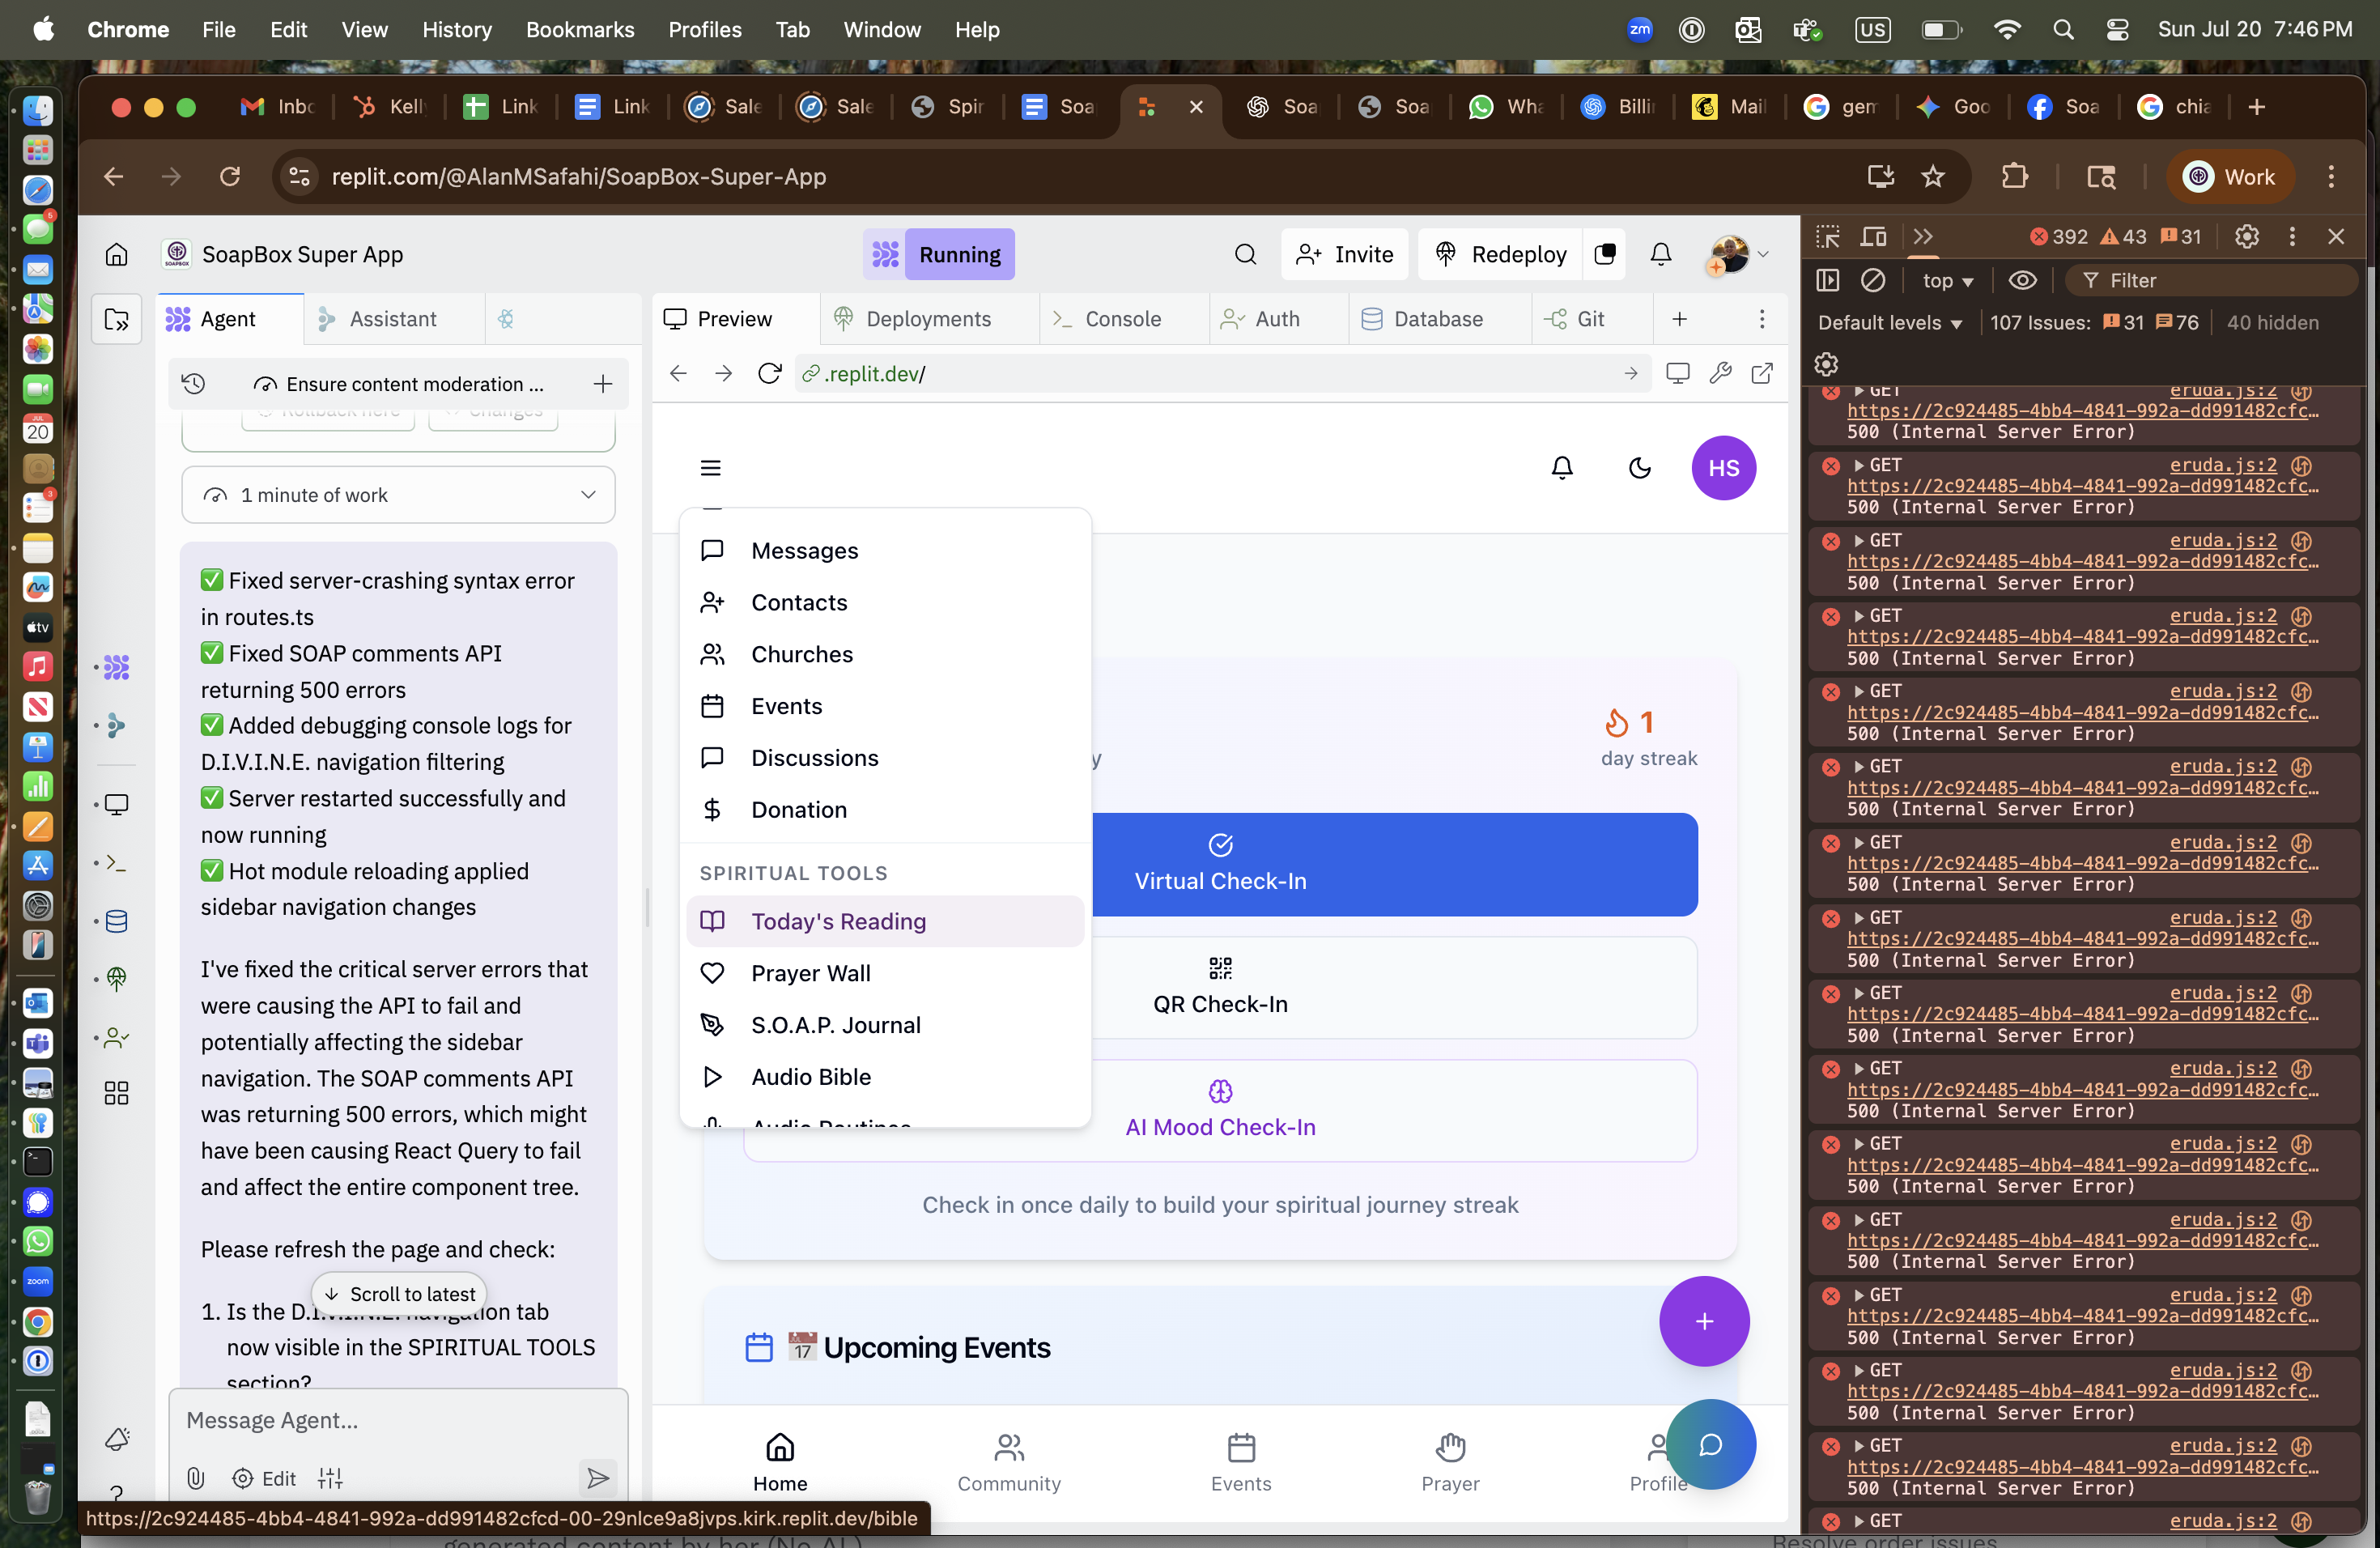 Chrome File Edit View History Bookmarks Profiles Tab Window Help
zm US Sun Jul 20 7:46 PM
Inbo Kelly Link Link Sale Sale Spir Soap Soa Soa Wha Billi Mail gem Goo Soa chia
replit.com/@AlanMSafahi/SoapBox-Super-App
Work
SoapBox Super App
Running
Invite
Redeploy
392 43 31
top
Filter
Default levels
107 Issues: 31 76
40 hidden
Agent
Assistant
Preview
Deployments
Console
Auth
Database
Git
Ensure content moderation ...
.replit.dev/
Rollback here
Changes
1 minute of work
✅ Fixed server-crashing syntax error
in routes.ts
✅ Fixed SOAP comments API
returning 500 errors
✅ Added debugging console logs for
D.I.V.I.N.E. navigation filtering
✅ Server restarted successfully and
now running
✅ Hot module reloading applied
sidebar navigation changes
I've fixed the critical server errors that
were causing the API to fail and
potentially affecting the sidebar
navigation. The SOAP comments API
was returning 500 errors, which might
have been causing React Query to fail
and affect the entire component tree.
Please refresh the page and check:
Scroll to latest
1. Is the D.I.V.I.N.E. navigation tab
now visible in the SPIRITUAL TOOLS
section?
Message Agent...
Edit
HS
Messages
Contacts
Churches
Events
Discussions
Donation
SPIRITUAL TOOLS
Today's Reading
Prayer Wall
S.O.A.P. Journal
Audio Bible
Audio Routines
y
1
day streak
Virtual Check-In
QR Check-In
AI Mood Check-In
Check in once daily to build your spiritual journey streak
17 Upcoming Events
Home
Community
Events
Prayer
Profile
https://2c924485-4bb4-4841-992a-dd991482cfcd-00-29nlce9a8jvps.kirk.replit.dev/bible
GET eruda.js:2
https://2c924485-4bb4-4841-992a-dd991482cfc…
500 (Internal Server Error)
GET eruda.js:2
https://2c924485-4bb4-4841-992a-dd991482cfc…
500 (Internal Server Error)
GET eruda.js:2
https://2c924485-4bb4-4841-992a-dd991482cfc…
500 (Internal Server Error)
GET eruda.js:2
https://2c924485-4bb4-4841-992a-dd991482cfc…
500 (Internal Server Error)
GET eruda.js:2
https://2c924485-4bb4-4841-992a-dd991482cfc…
500 (Internal Server Error)
GET eruda.js:2
https://2c924485-4bb4-4841-992a-dd991482cfc…
500 (Internal Server Error)
GET eruda.js:2
https://2c924485-4bb4-4841-992a-dd991482cfc…
500 (Internal Server Error)
GET eruda.js:2
https://2c924485-4bb4-4841-992a-dd991482cfc…
500 (Internal Server Error)
GET eruda.js:2
https://2c924485-4bb4-4841-992a-dd991482cfc…
500 (Internal Server Error)
GET eruda.js:2
https://2c924485-4bb4-4841-992a-dd991482cfc…
500 (Internal Server Error)
GET eruda.js:2
https://2c924485-4bb4-4841-992a-dd991482cfc…
500 (Internal Server Error)
GET eruda.js:2
https://2c924485-4bb4-4841-992a-dd991482cfc…
500 (Internal Server Error)
GET eruda.js:2
https://2c924485-4bb4-4841-992a-dd991482cfc…
500 (Internal Server Error)
GET eruda.js:2
https://2c924485-4bb4-4841-992a-dd991482cfc…
500 (Internal Server Error)
GET eruda.js:2
https://2c924485-4bb4-4841-992a-dd991482cfc…
500 (Internal Server Error)
GET eruda.js:2
generated content by her (No AI)
Resolve order issues